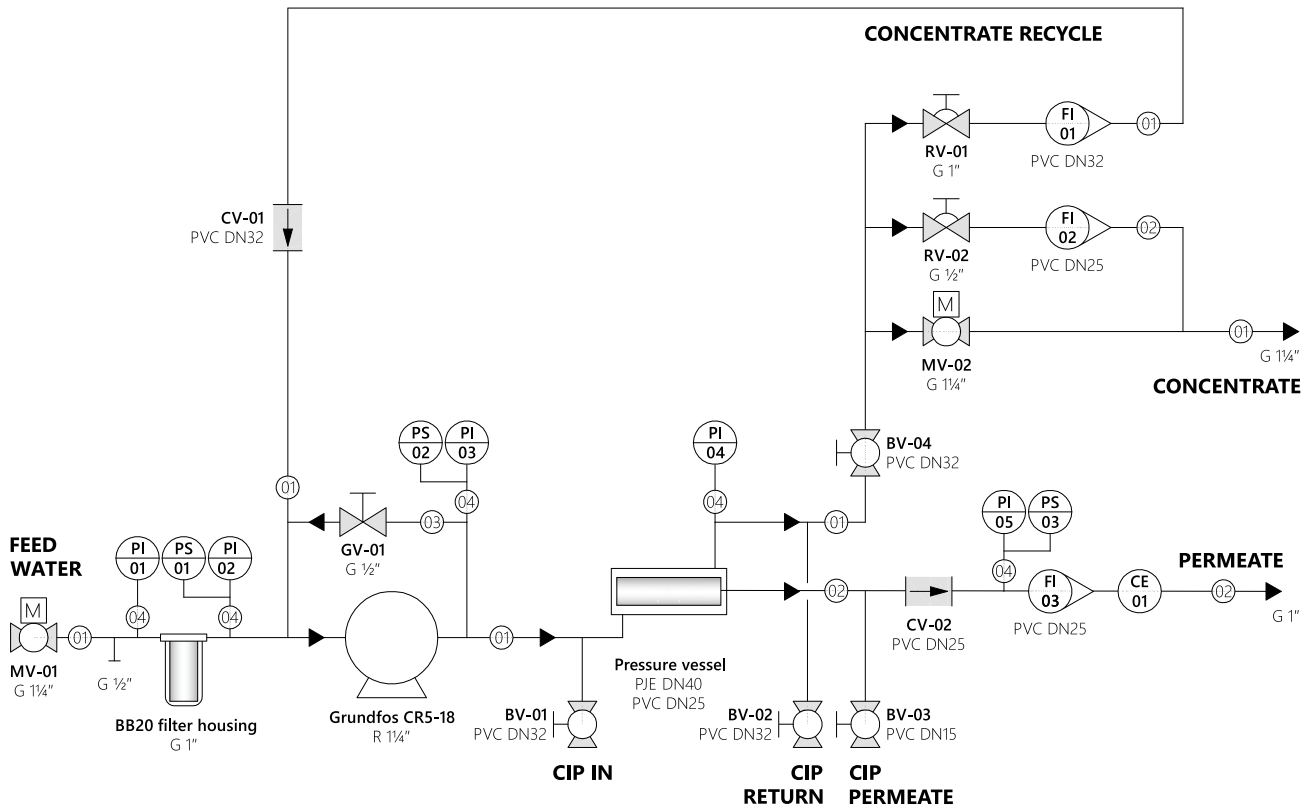 CONCENTRATE RECYCLE
RV-01
G 1"
FI
01
01
PVC DN32
CV-01
PVC DN32
RV-02
G ½"
FI
02
02
PVC DN25
M
MV-02
G 1¼"
01
G 1¼"
CONCENTRATE
PS
02
PI
03
PI
04
BV-04
PVC DN32
01
04
03
GV-01
G ½"
04
01
PI
05
PS
03
04
FEED
WATER
PI
01
PS
01
PI
02
04
04
M
MV-01
G 1¼"
01
G ½"
BB20 filter housing
G 1"
Grundfos CR5-18
R 1¼"
01
Pressure vessel
PJE DN40
PVC DN25
02
CV-02
PVC DN25
FI
03
PVC DN25
CE
01
PERMEATE
02
G 1"
BV-01
PVC DN32
CIP IN
BV-02
PVC DN32
CIP
RETURN
BV-03
PVC DN15
CIP
PERMEATE